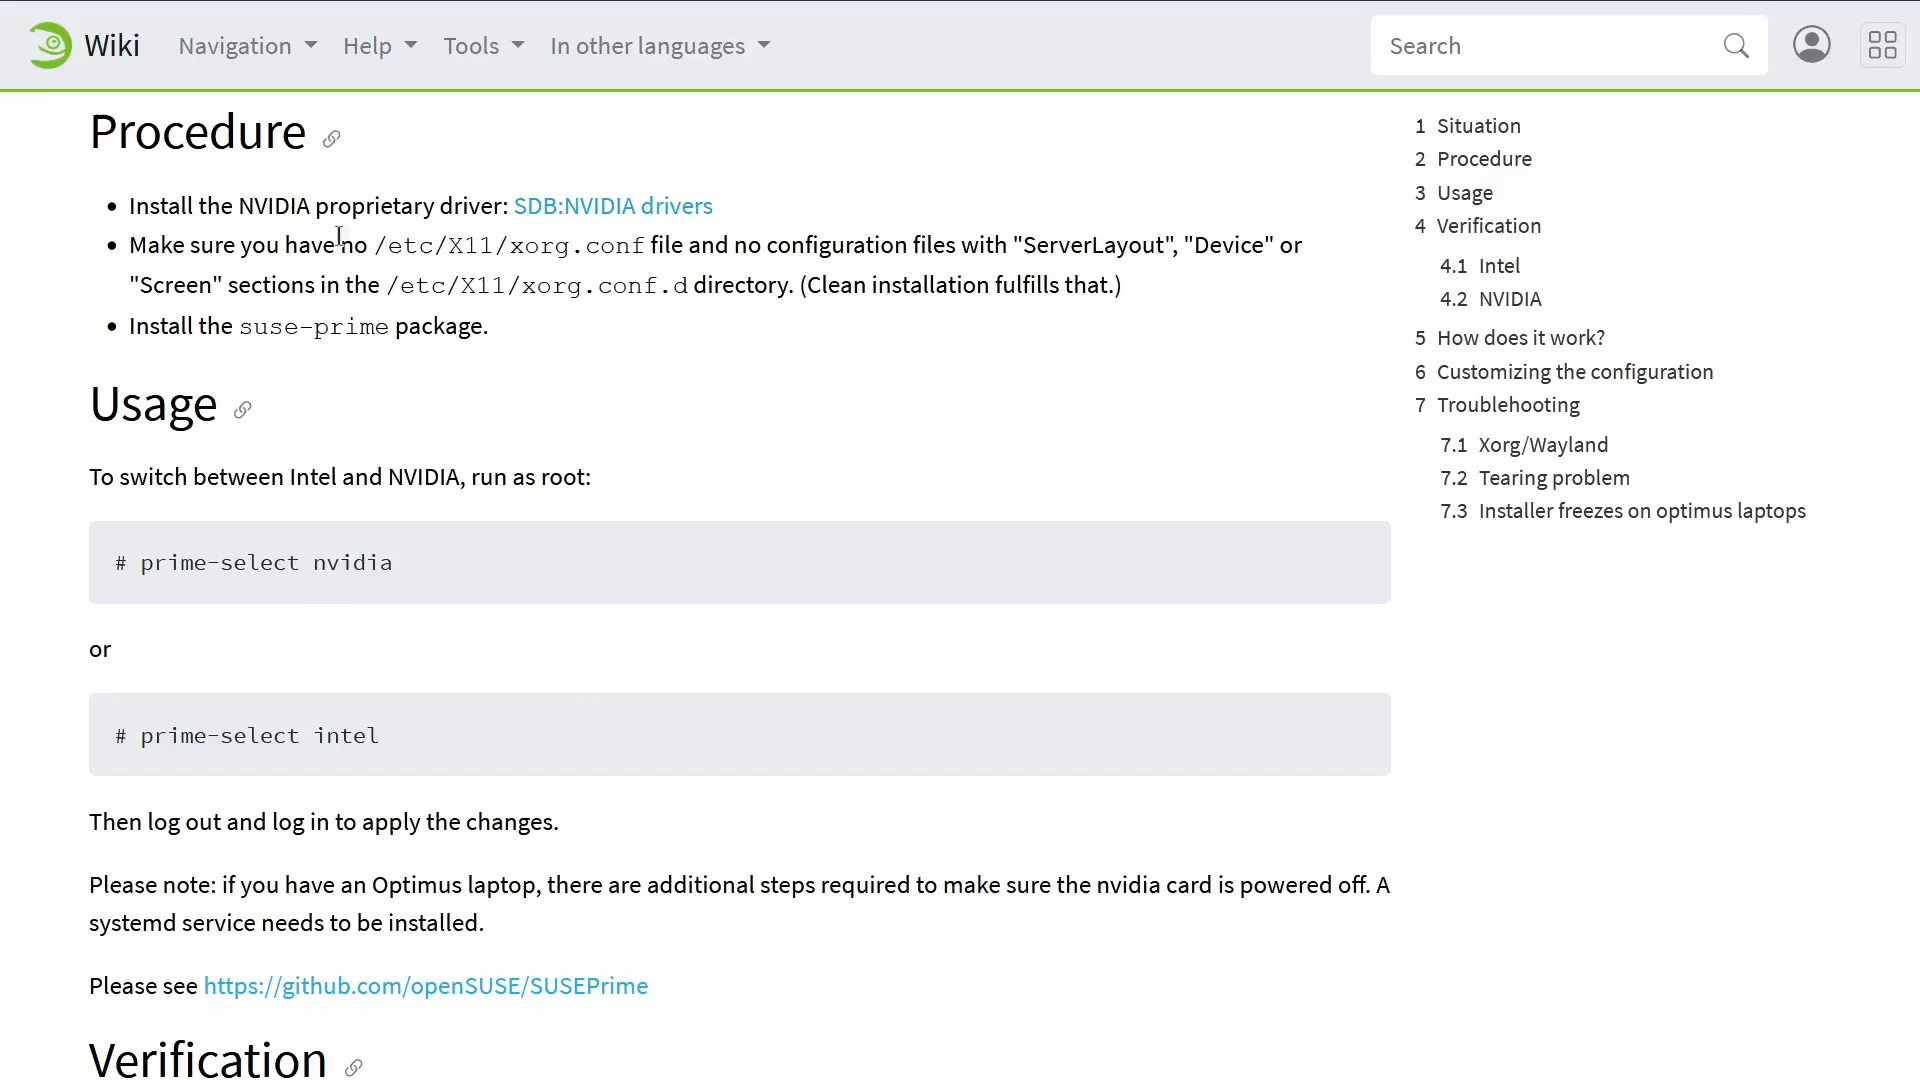 Wiki Navigation Help Tools In other languages Search
Procedure
• Install the NVIDIA proprietary driver: SDB:NVIDIA drivers
• Make sure you have no /etc/X11/xorg.conf file and no configuration files with "ServerLayout", "Device" or
"Screen" sections in the /etc/X11/xorg.conf.d directory. (Clean installation fulfills that.)
• Install the suse-prime package.
Usage
To switch between Intel and NVIDIA, run as root:
# prime-select nvidia
or
# prime-select intel
Then log out and log in to apply the changes.
Please note: if you have an Optimus laptop, there are additional steps required to make sure the nvidia card is powered off. A
systemd service needs to be installed.
Please see https://github.com/openSUSE/SUSEPrime
Verification
1 Situation
2 Procedure
3 Usage
4 Verification
4.1 Intel
4.2 NVIDIA
5 How does it work?
6 Customizing the configuration
7 Troublehooting
7.1 Xorg/Wayland
7.2 Tearing problem
7.3 Installer freezes on optimus laptops